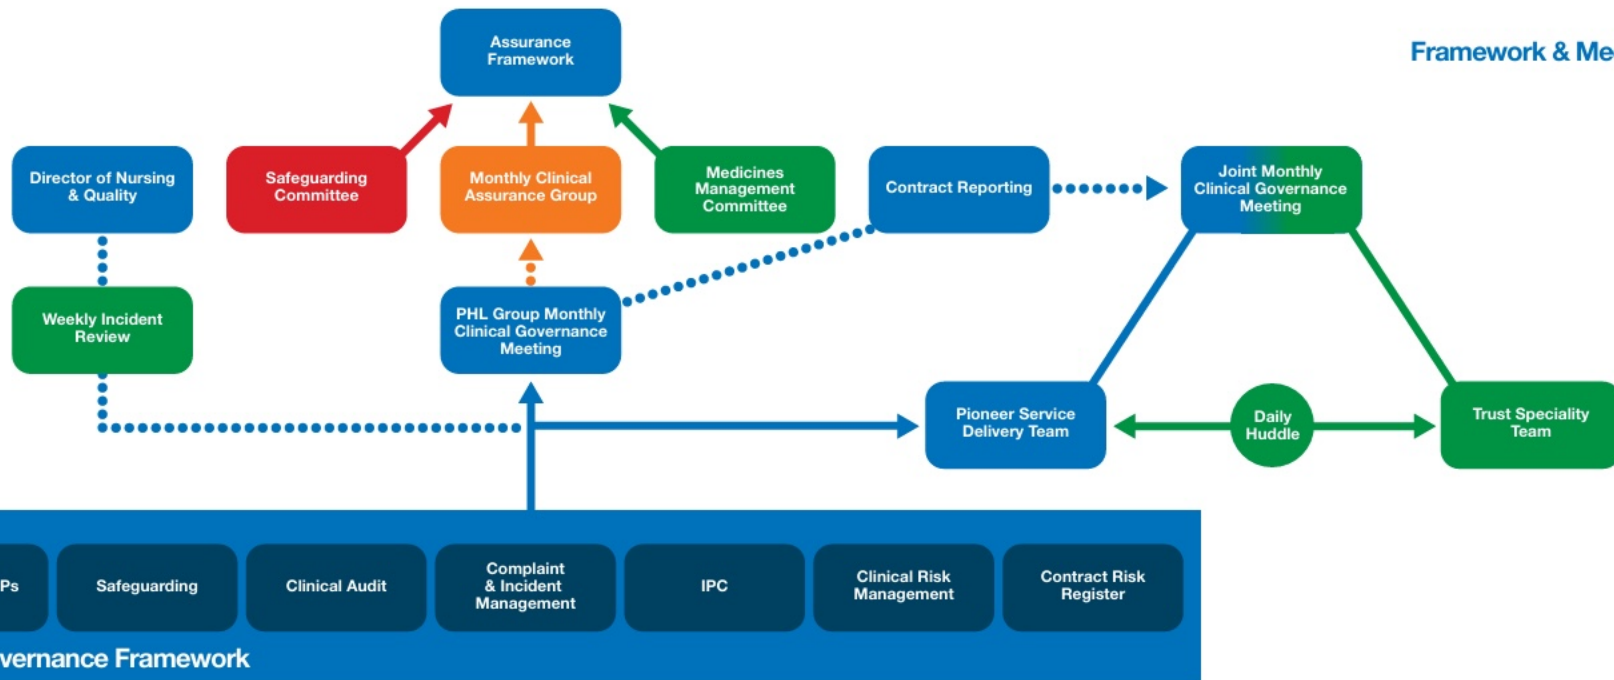 Assurance
Framework
Framework & Me
Director of Nursing
& Quality
Safeguarding
Committee
Monthly Clinical
Assurance Group
Medicines
Management
Committee
Contract Reporting
Joint Monthly
Clinical Governance
Meeting
Weekly Incident
Review
PHL Group Monthly
Clinical Governance
Meeting
Pioneer Service
Delivery Team
Daily
Huddle
Trust Speciality
Team
Ps
Safeguarding
Clinical Audit
Complaint
& Incident
Management
IPC
Clinical Risk
Management
Contract Risk
Register
vernance Framework